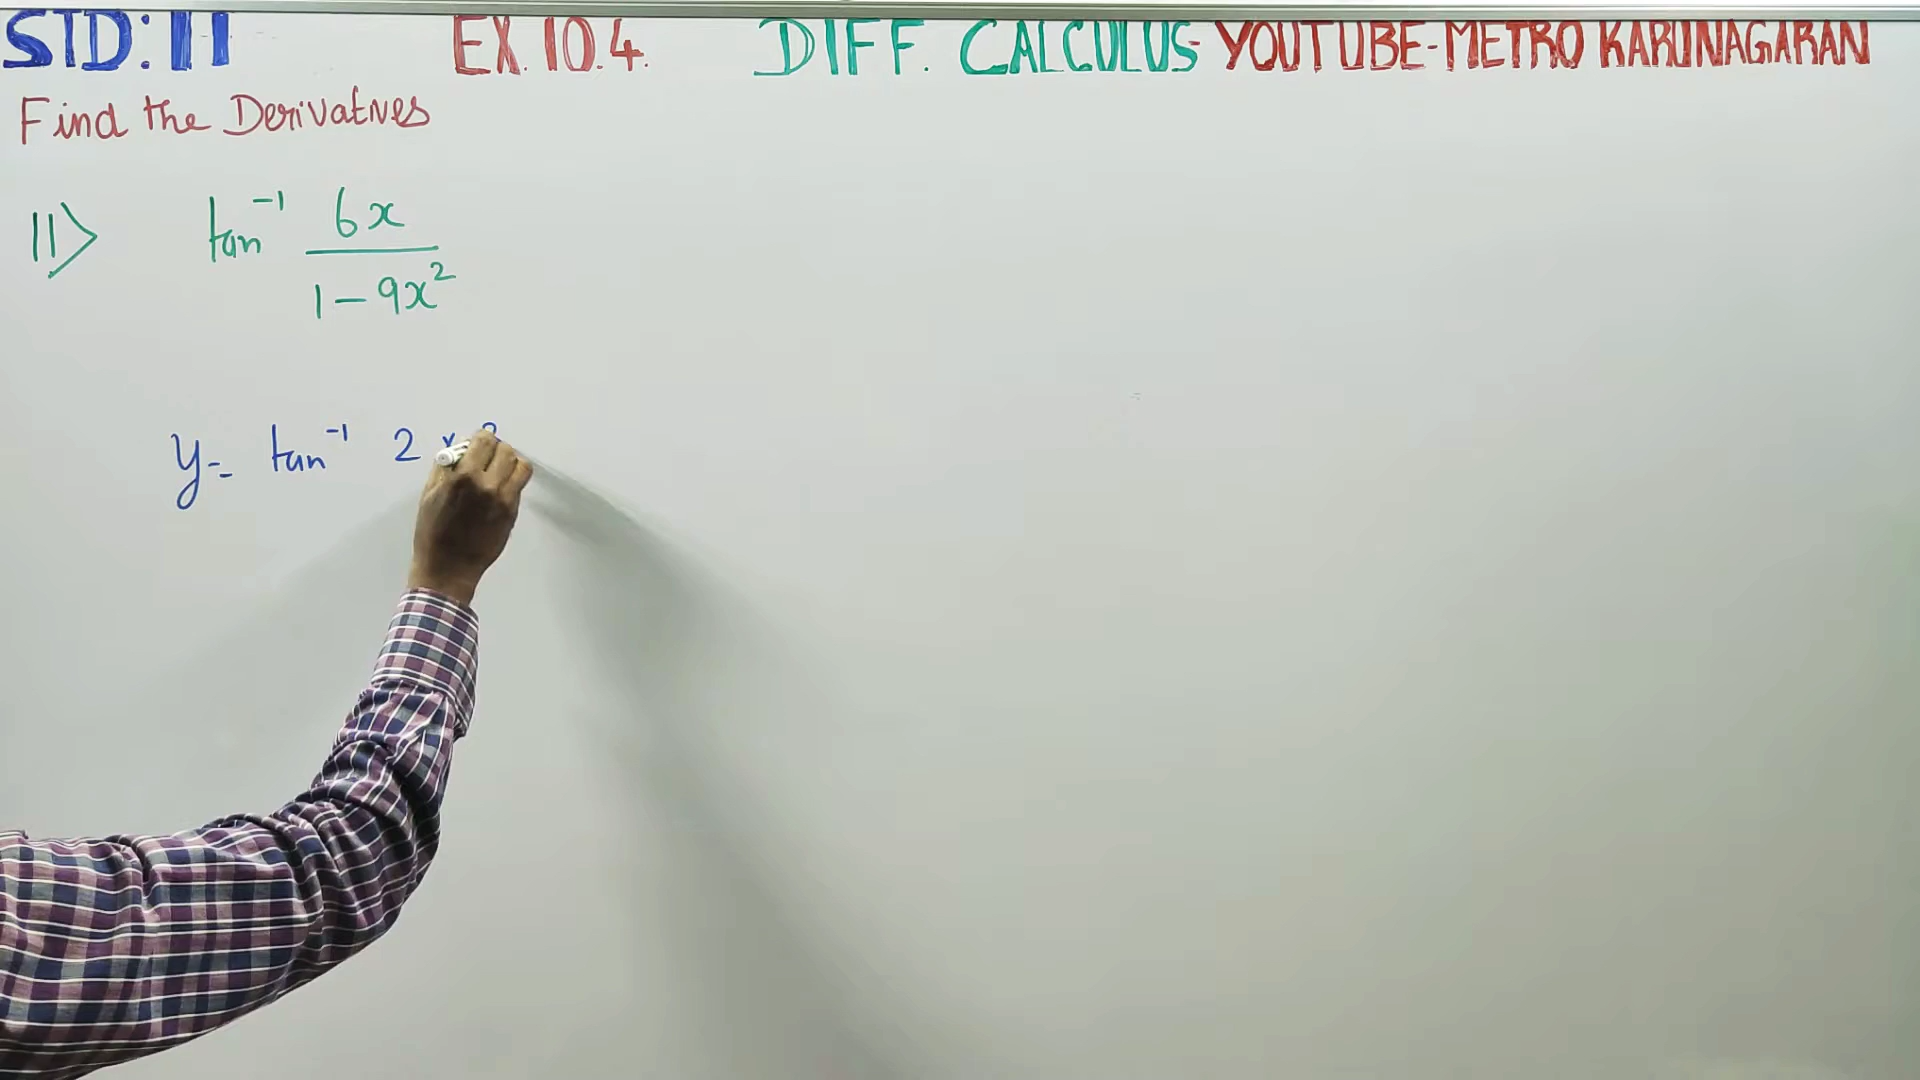 STD: 11 EX. 10.4. DIFF. CALCULUS- YOUTUBE-METRO KARUNAGARAN
Find the Derivatives
11> tan⁻¹ 6x
1 - 9x²
y = tan⁻¹ 2 ×